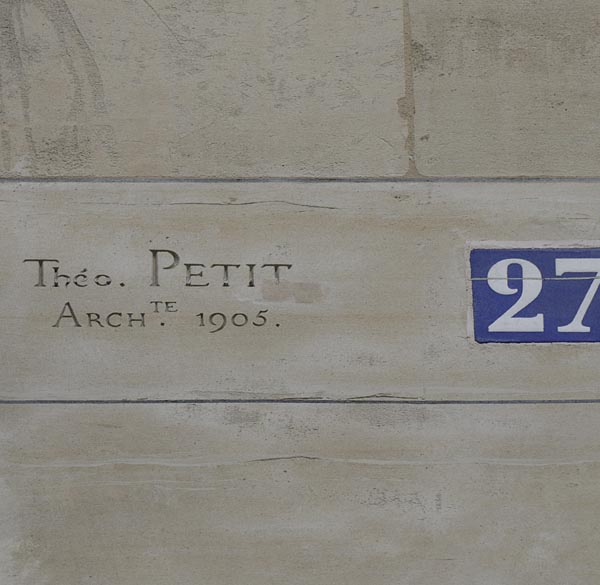 Théo. PETIT
ARCHTE. 1905.
27